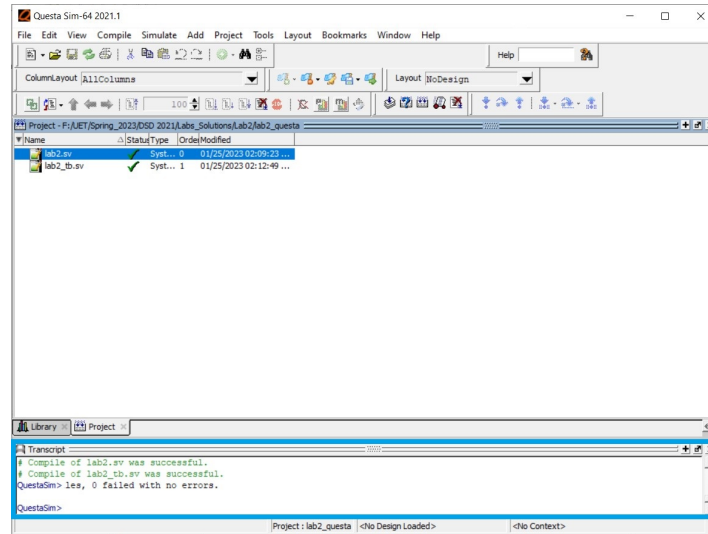 Questa Sim-64 2021.1
File Edit View Compile Simulate Add Project Tools Layout Bookmarks Window Help
Help
ColumnLayout AllColumns
Layout NoDesign
100
Project - F:/UET/Spring_2023/DSD 2021/Labs_Solutions/Lab2/lab2_questa
Name Statu Type Orde Modified
lab2.sv Syst... 0 01/25/2023 02:09:23 ...
lab2_tb.sv Syst... 1 01/25/2023 02:12:49 ...
Library Project
Transcript
# Compile of lab2.sv was successful.
# Compile of lab2_tb.sv was successful.
QuestaSim> les, 0 failed with no errors.
QuestaSim>
Project : lab2_questa <No Design Loaded> <No Context>